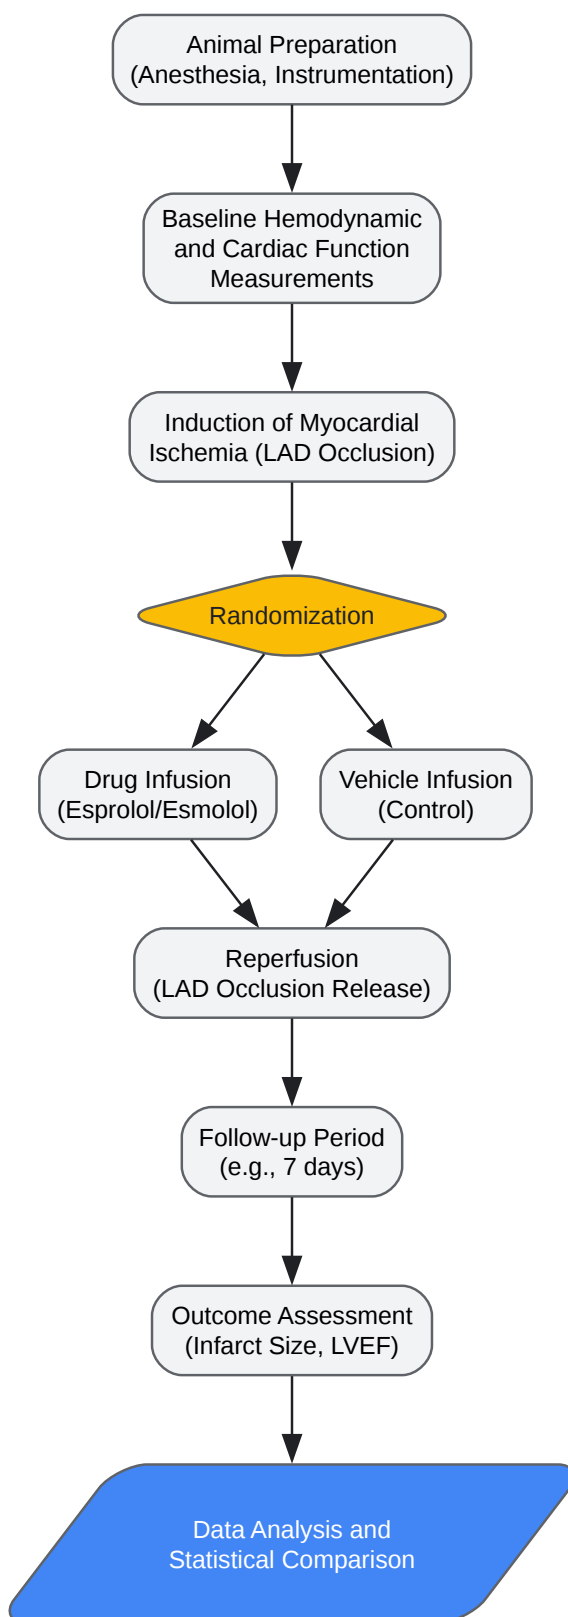 Animal Preparation
(Anesthesia, Instrumentation)
Baseline Hemodynamic
and Cardiac Function
Measurements
Induction of Myocardial
Ischemia (LAD Occlusion)
Randomization
Drug Infusion
(Esprolol/Esmolol)
Vehicle Infusion
(Control)
Reperfusion
(LAD Occlusion Release)
Follow-up Period
(e.g., 7 days)
Outcome Assessment
(Infarct Size, LVEF)
Data Analysis and
Statistical Comparison